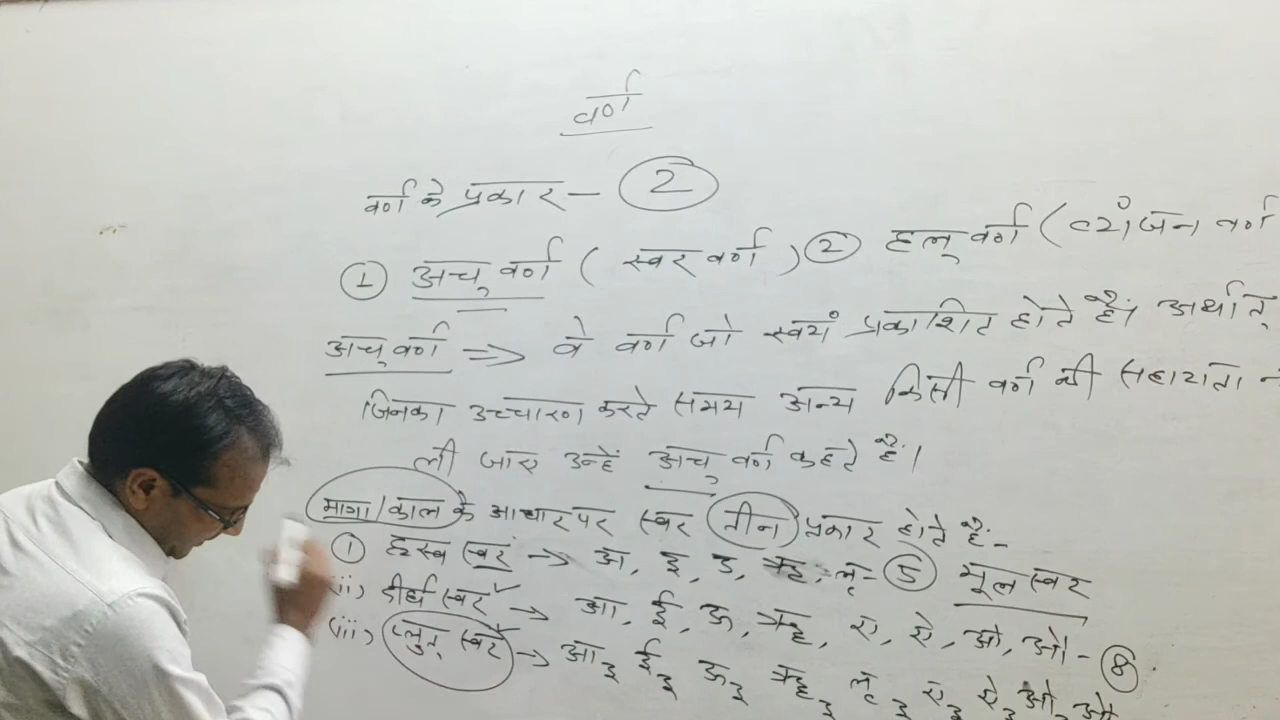 वर्ण
वर्ण के प्रकार – 2
① अच् वर्ण ( स्वर वर्ण ) ② हल् वर्ण ( व्यंजन वर्ण
अच् वर्ण => वे वर्ण जो स्वयं प्रकाशित होते हैं। अर्थात्
जिनका उच्चारण करते समय अन्य किसी वर्ण की सहायता न
ली जाए उन्हें अच् वर्ण कहते हैं।
मात्रा/काल के आधार पर स्वर तीन प्रकार होते हैं:-
① ह्रस्व स्वर → अ, इ, उ, ऋ, लृ - 5 मूल स्वर
(ii) दीर्घ स्वर → आ, ई, ऊ, ॠ, ए, ऐ, ओ, औ - 8
(iii) प्लुत् स्वर → आ३ ई३ ऊ३ ॠ३ लृ३ ए३ ऐ३ ओ३ औ